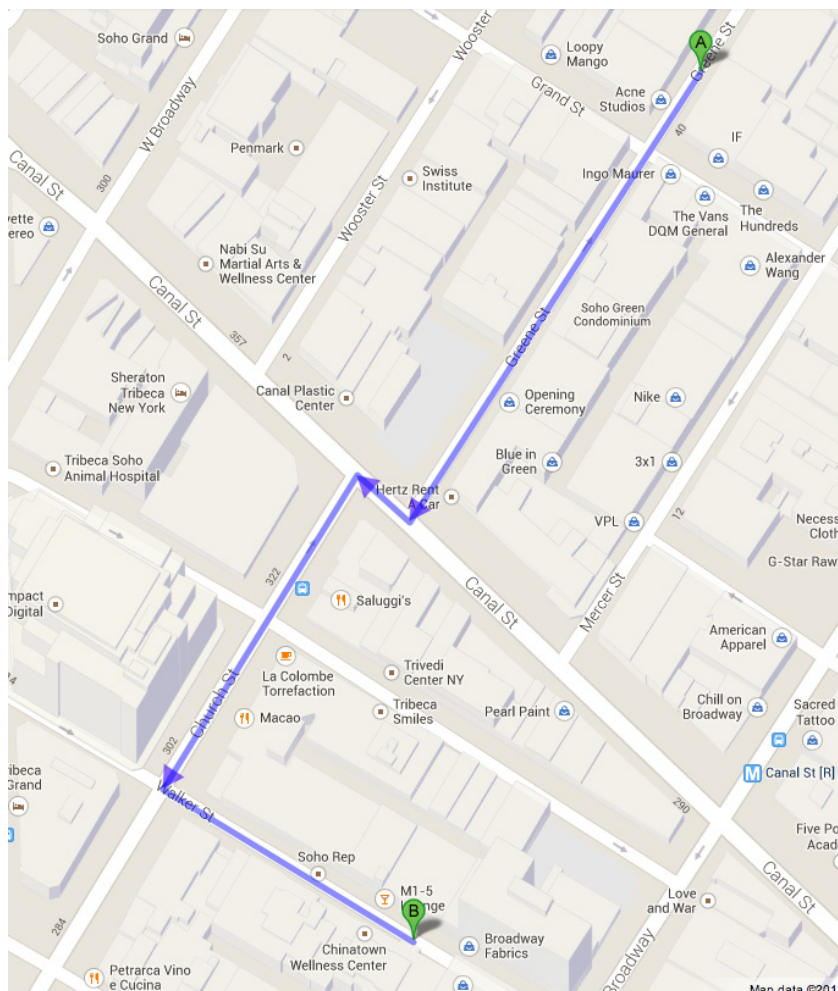 Soho Grand
W Broadway
Wooster
Loopy
Mango
A
Greene St
Grand St
Acne
Studios
40
IF
Penmark
Canal St
300
Swiss
Institute
Ingo Maurer
The Vans
DQM General
The
Hundreds
Wooster St
vette
ereo
Nabi Su
Martial Arts &
Wellness Center
Alexander
Wang
Canal St
357
2
Greene St
Soho Green
Condominium
Sheraton
Tribeca
New York
Canal Plastic
Center
Opening
Ceremony
Nike
Tribeca Soho
Animal Hospital
Blue in
Green
3x1
Hertz Rent
A Car
VPL
12
Necess
Cloth
G-Star Raw
322
Canal St
Mercer St
mpact
Digital
Saluggi's
American
Apparel
La Colombe
Torrefaction
Trivedi
Center NY
Church St
Macao
Tribeca
Smiles
Pearl Paint
Chill on
Broadway
Sacred
Tattoo
302
M Canal St [R]
ribeca
Grand
Walker St
290
Canal St
Five Po
Acad
Soho Rep
M1-5
B
Love
and War
284
Chinatown
Wellness Center
Broadway
Fabrics
Broadway
Petrarca Vino
e Cucina
Map data ©201